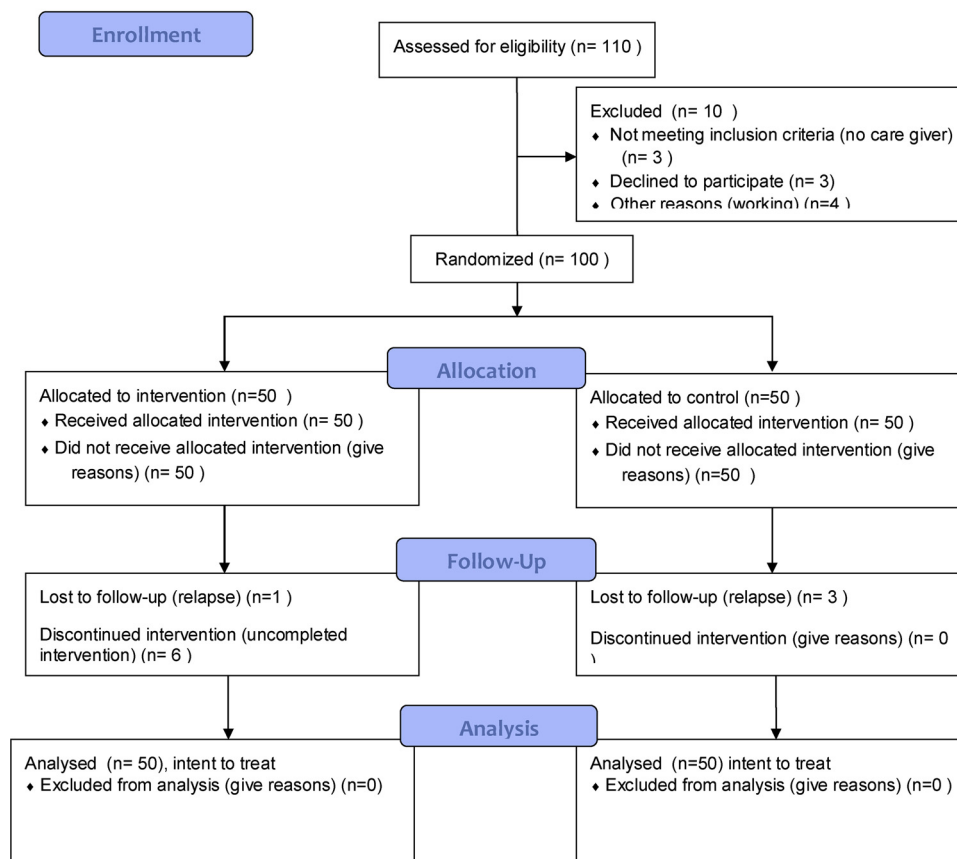 Enrollment
Assessed for eligibility (n= 110 )
Excluded (n= 10 )
♦ Not meeting inclusion criteria (no care giver)
(n= 3 )
♦ Declined to participate (n= 3)
♦ Other reasons (working) (n=4 )
Randomized (n= 100 )
Allocation
Allocated to intervention (n=50 )
♦ Received allocated intervention (n= 50 )
♦ Did not receive allocated intervention (give
reasons) (n= 50 )
Allocated to control (n=50 )
♦ Received allocated intervention (n= 50 )
♦ Did not receive allocated intervention (give
reasons) (n=50 )
Follow-Up
Lost to follow-up (relapse) (n=1 )
Discontinued intervention (uncompleted
intervention) (n= 6 )
Lost to follow-up (relapse) (n= 3 )
Discontinued intervention (give reasons) (n= 0
)
Analysis
Analysed (n= 50), intent to treat
♦ Excluded from analysis (give reasons) (n=0)
Analysed (n=50) intent to treat
♦ Excluded from analysis (give reasons) (n=0 )